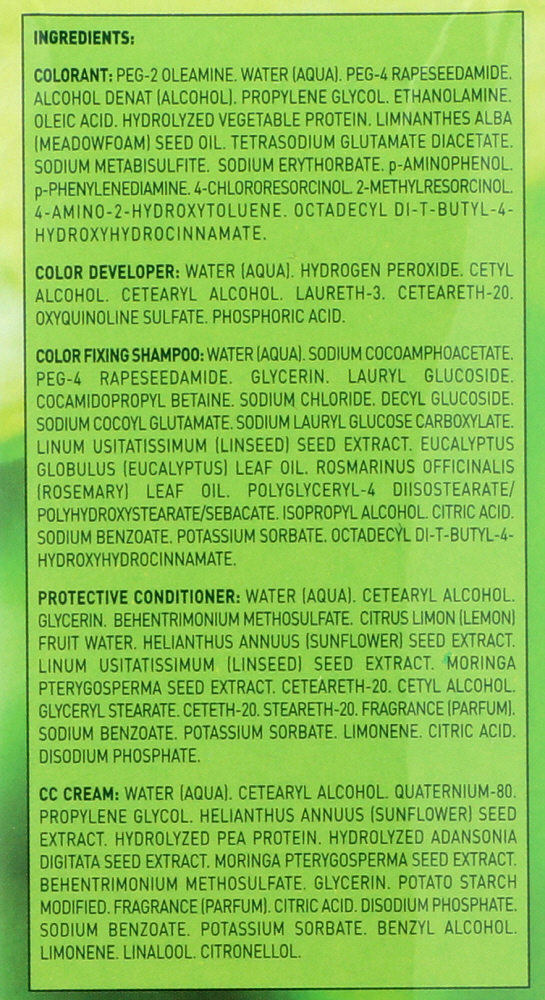 INGREDIENTS:
COLORANT: PEG-2 OLEAMINE. WATER (AQUA). PEG-4 RAPESEEDAMIDE.
ALCOHOL DENAT (ALCOHOL). PROPYLENE GLYCOL. ETHANOLAMINE.
OLEIC ACID. HYDROLYZED VEGETABLE PROTEIN. LIMNANTHES ALBA
(MEADOWFOAM) SEED OIL. TETRASODIUM GLUTAMATE DIACETATE.
SODIUM METABISULFITE. SODIUM ERYTHORBATE. p-AMINOPHENOL.
p-PHENYLENEDIAMINE. 4-CHLORORESORCINOL. 2-METHYLRESORCINOL.
4-AMINO-2-HYDROXYTOLUENE. OCTADECYL DI-T-BUTYL-4-
HYDROXYHYDROCINNAMATE.
COLOR DEVELOPER: WATER (AQUA). HYDROGEN PEROXIDE. CETYL
ALCOHOL. CETEARYL ALCOHOL. LAURETH-3. CETEARETH-20.
OXYQUINOLINE SULFATE. PHOSPHORIC ACID.
COLOR FIXING SHAMPOO: WATER (AQUA). SODIUM COCOAMPHOACETATE.
PEG-4 RAPESEEDAMIDE. GLYCERIN. LAURYL GLUCOSIDE.
COCAMIDOPROPYL BETAINE. SODIUM CHLORIDE. DECYL GLUCOSIDE.
SODIUM COCOYL GLUTAMATE. SODIUM LAURYL GLUCOSE CARBOXYLATE.
LINUM USITATISSIMUM (LINSEED) SEED EXTRACT. EUCALYPTUS
GLOBULUS (EUCALYPTUS) LEAF OIL. ROSMARINUS OFFICINALIS
(ROSEMARY) LEAF OIL. POLYGLYCERYL-4 DIISOSTEARATE/
POLYHYDROXYSTEARATE/SEBACATE. ISOPROPYL ALCOHOL. CITRIC ACID.
SODIUM BENZOATE. POTASSIUM SORBATE. OCTADECYL DI-T-BUTYL-4-
HYDROXYHYDROCINNAMATE.
PROTECTIVE CONDITIONER: WATER (AQUA). CETEARYL ALCOHOL.
GLYCERIN. BEHENTRIMONIUM METHOSULFATE. CITRUS LIMON (LEMON)
FRUIT WATER. HELIANTHUS ANNUUS (SUNFLOWER) SEED EXTRACT.
LINUM USITATISSIMUM (LINSEED) SEED EXTRACT. MORINGA
PTERYGOSPERMA SEED EXTRACT. CETEARETH-20. CETYL ALCOHOL.
GLYCERYL STEARATE. CETETH-20. STEARETH-20. FRAGRANCE (PARFUM).
SODIUM BENZOATE. POTASSIUM SORBATE. LIMONENE. CITRIC ACID.
DISODIUM PHOSPHATE.
CC CREAM: WATER (AQUA). CETEARYL ALCOHOL. QUATERNIUM-80.
PROPYLENE GLYCOL. HELIANTHUS ANNUUS (SUNFLOWER) SEED
EXTRACT. HYDROLYZED PEA PROTEIN. HYDROLYZED ADANSONIA
DIGITATA SEED EXTRACT. MORINGA PTERYGOSPERMA SEED EXTRACT.
BEHENTRIMONIUM METHOSULFATE. GLYCERIN. POTATO STARCH
MODIFIED. FRAGRANCE (PARFUM). CITRIC ACID. DISODIUM PHOSPHATE.
SODIUM BENZOATE. POTASSIUM SORBATE. BENZYL ALCOHOL.
LIMONENE. LINALOOL. CITRONELLOL.